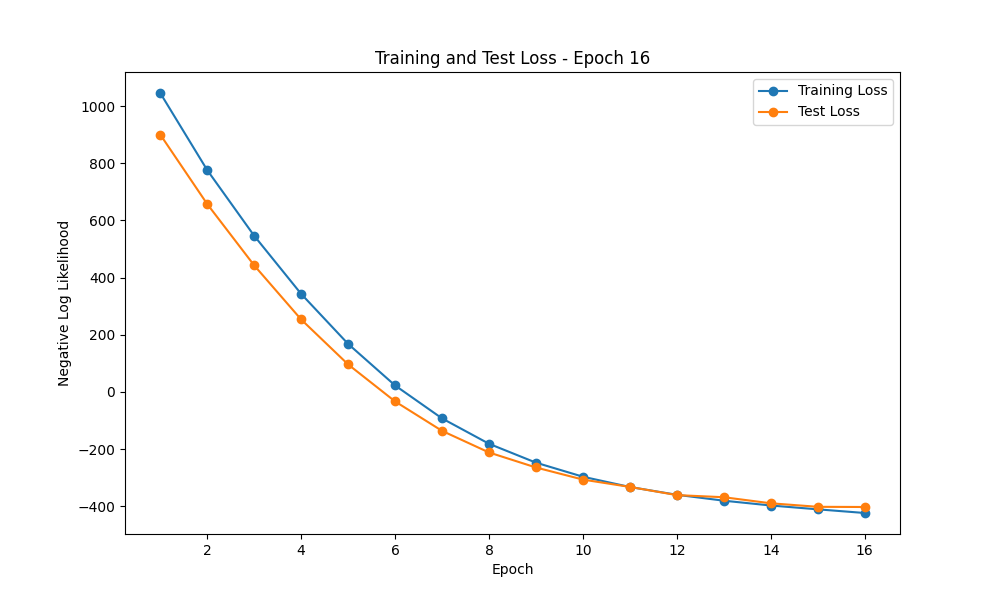 Training and Test Loss - Epoch 16
Training Loss
Test Loss
Negative Log Likelihood
1000
800
600
400
200
0
−200
−400
2 4 6 8 10 12 14 16
Epoch